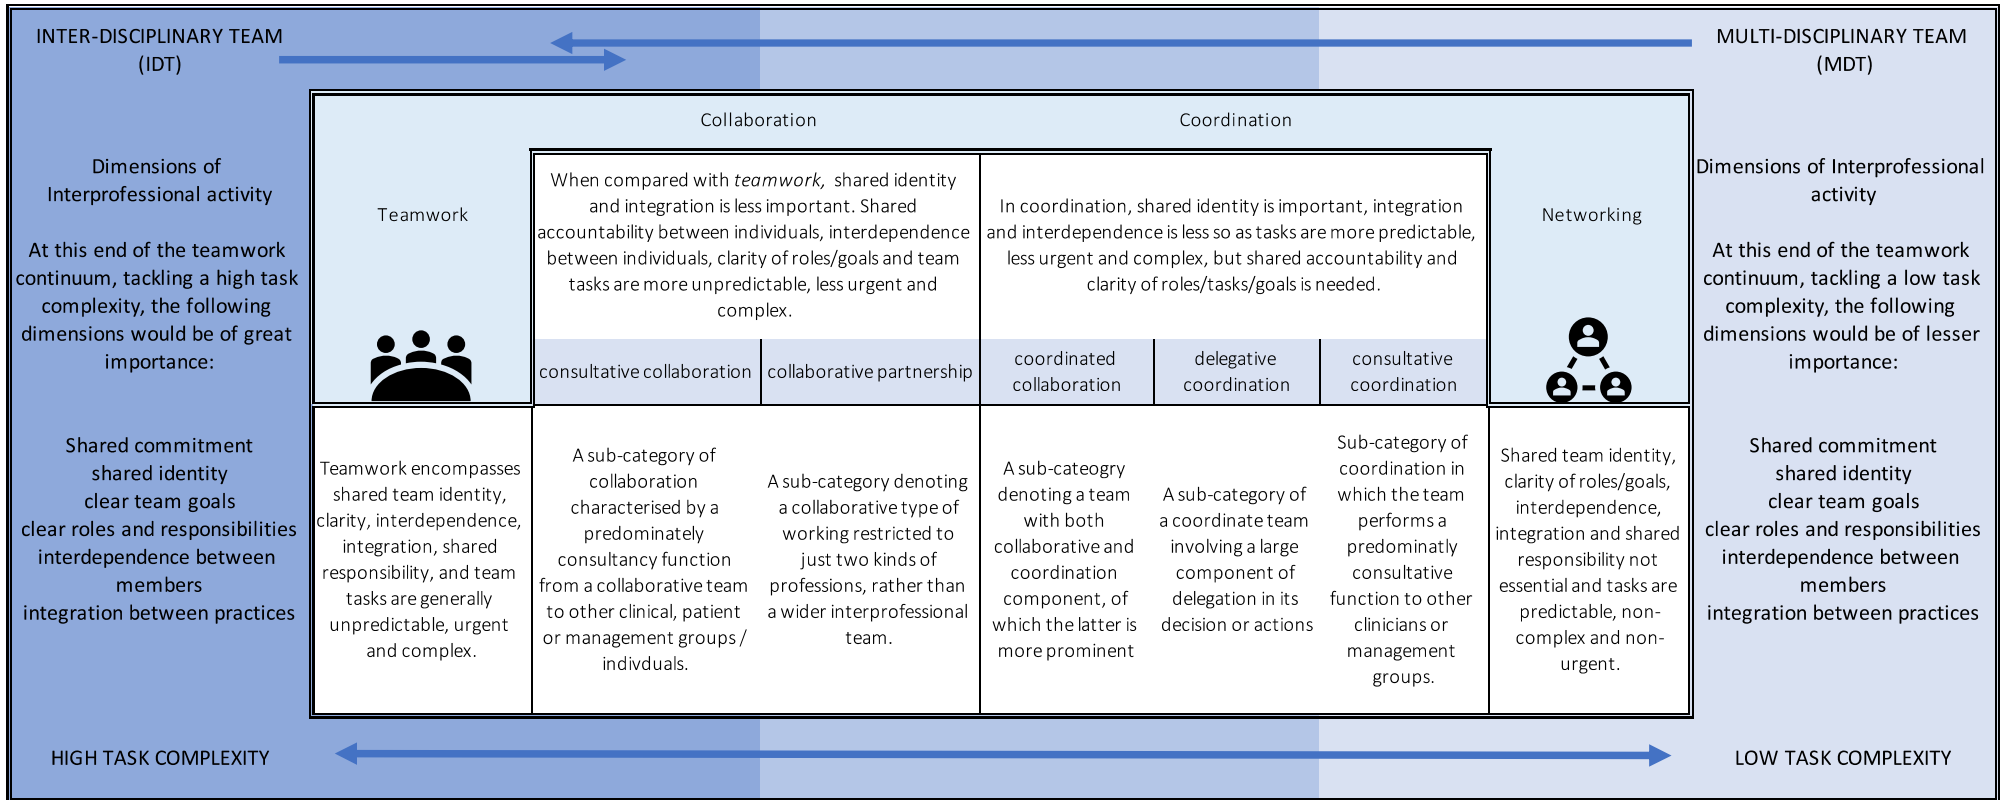 INTER-DISCIPLINARY TEAM
(IDT)
MULTI-DISCIPLINARY TEAM
(MDT)
Dimensions of
Interprofessional activity
At this end of the teamwork
continuum, tackling a high task
complexity, the following
dimensions would be of great
importance:
Shared commitment
shared identity
clear team goals
clear roles and responsibilities
interdependence between
members
integration between practices
HIGH TASK COMPLEXITY
Collaboration
Coordination
Teamwork
When compared with teamwork, shared identity
and integration is less important. Shared
accountability between individuals, interdependence
between individuals, clarity of roles/goals and team
tasks are more unpredictable, less urgent and
complex.
In coordination, shared identity is important, integration
and interdependence is less so as tasks are more predictable,
less urgent and complex, but shared accountability and
clarity of roles/tasks/goals is needed.
Networking
consultative collaboration
collaborative partnership
coordinated
collaboration
delegative
coordination
consultative
coordination
Teamwork encompasses
shared team identity,
clarity, interdependence,
integration, shared
responsibility, and team
tasks are generally
unpredictable, urgent
and complex.
A sub-category of
collaboration
characterised by a
predominately
consultancy function
from a collaborative team
to other clinical, patient
or management groups /
indivduals.
A sub-category denoting
a collaborative type of
working restricted to
just two kinds of
professions, rather than
a wider interprofessional
team.
A sub-cateogry
denoting a team
with both
collaborative and
coordination
component, of
which the latter is
more prominent
A sub-category of
a coordinate team
involving a large
component of
delegation in its
decision or actions
Sub-category of
coordination in
which the team
performs a
predominatly
consultative
function to other
clinicians or
management
groups.
Shared team identity,
clarity of roles/goals,
interdependence,
integration and shared
responsibility not
essential and tasks are
predictable, non-
complex and non-
urgent.
Dimensions of Interprofessional
activity
At this end of the teamwork
continuum, tackling a low task
complexity, the following
dimensions would be of lesser
importance:
Shared commitment
shared identity
clear team goals
clear roles and responsibilities
interdependence between
members
integration between practices
LOW TASK COMPLEXITY